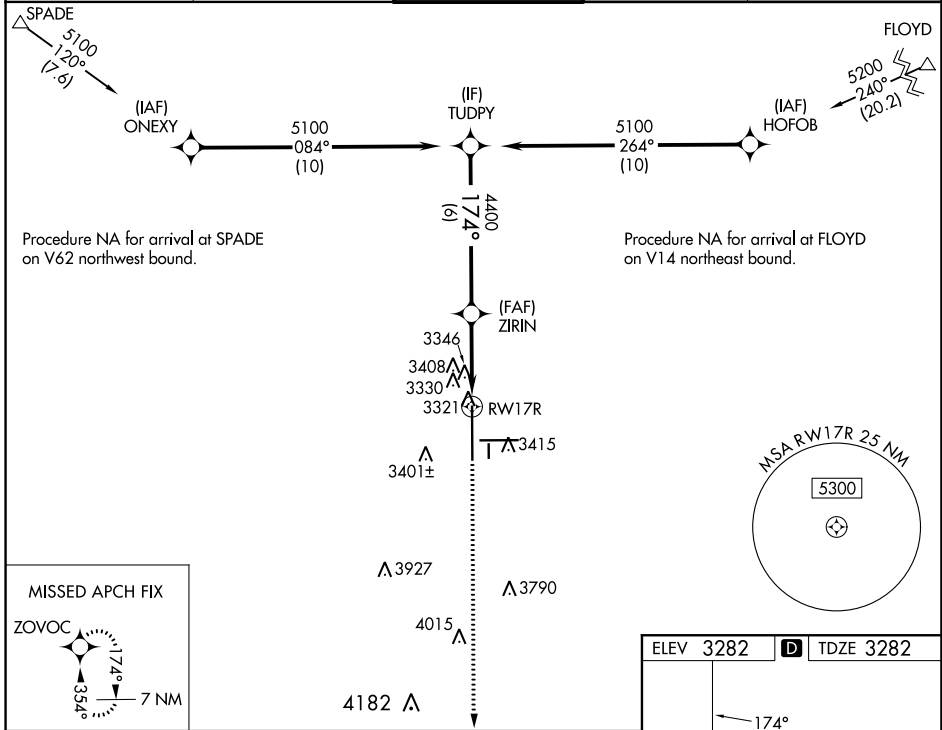 SPADE
5100
120°
(7.6)
FLOYD
5200
240°
(20.2)
(IAF)
ONEXY
5100
084°
(10)
(IF)
TUDPY
5100
264°
(10)
(IAF)
HOFOB
4400
174°
(6)
Procedure NA for arrival at SPADE
on V62 northwest bound.
Procedure NA for arrival at FLOYD
on V14 northeast bound.
(FAF)
ZIRIN
3346
3408
3330
3321
RW17R
3415
3401±
MSA RW17R 25 NM
5300
3927
3790
4015
4182
MISSED APCH FIX
ZOVOC
174°
354°
7 NM
ELEV 3282 D TDZE 3282
174°